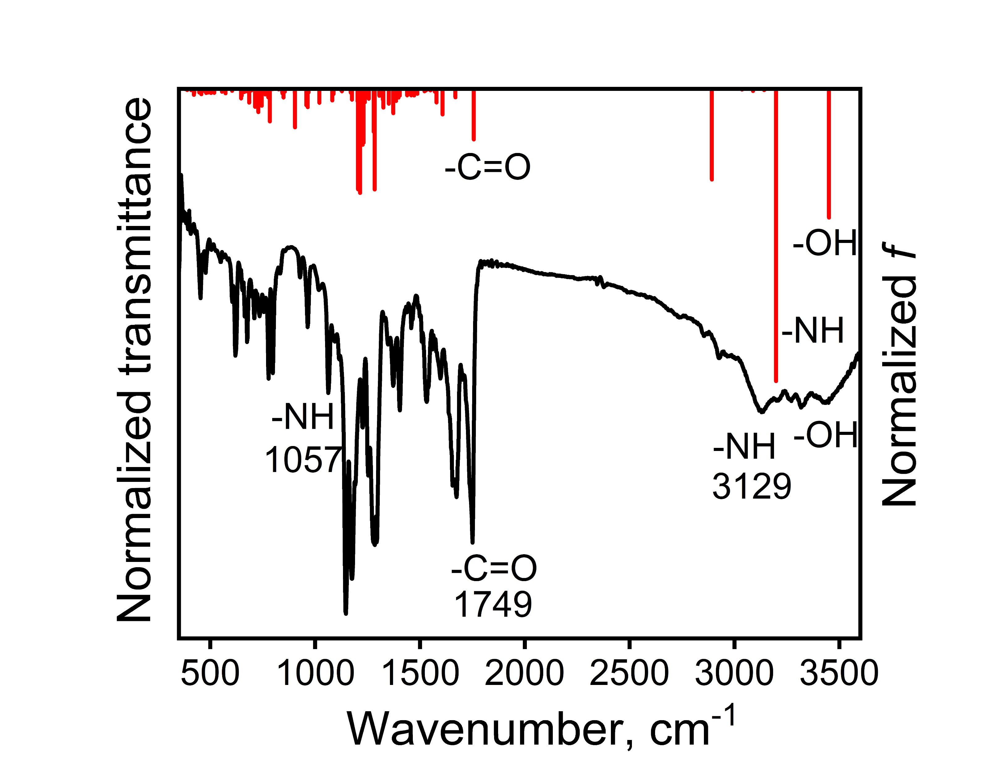 Normalized transmittance
Normalized f
-C=O
-OH
-NH
-NH
1057
-NH
3129
-OH
-C=O
1749
500 1000 1500 2000 2500 3000 3500
Wavenumber, cm⁻¹